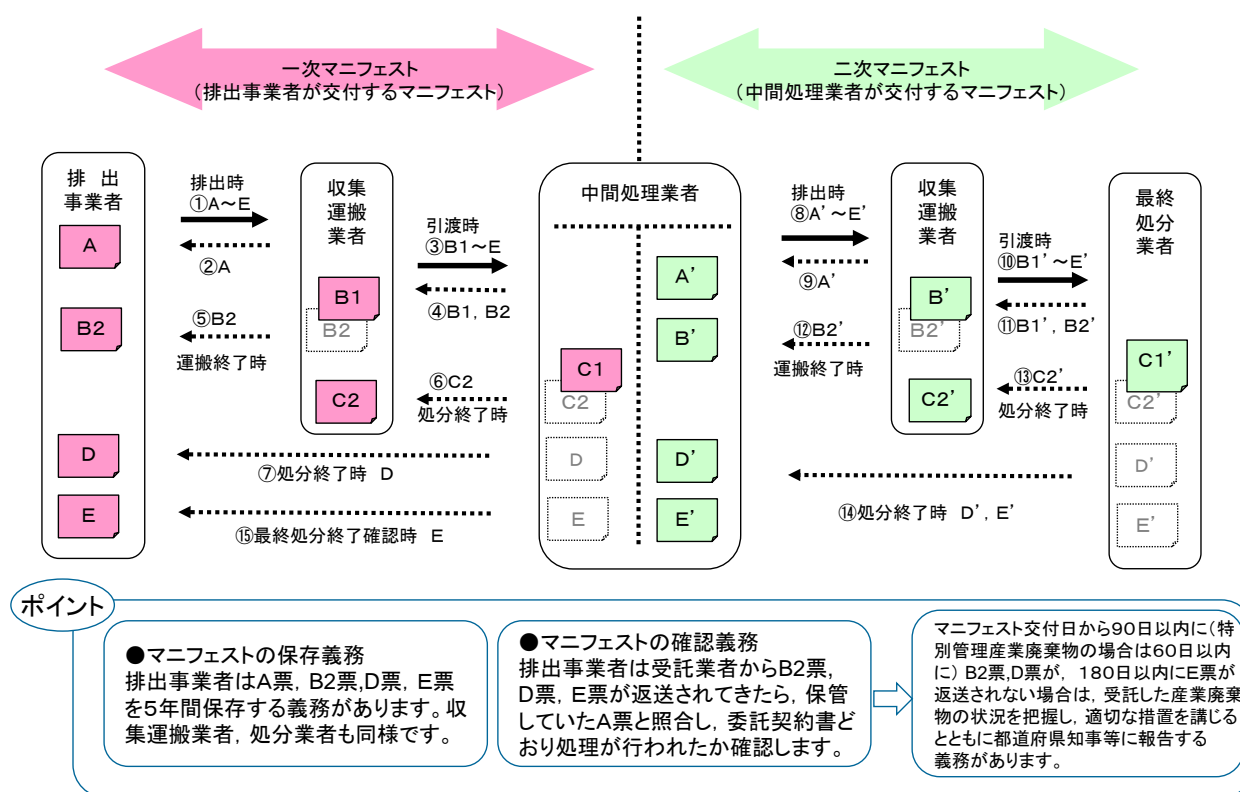 一次マニフェスト
（排出事業者が交付するマニフェスト）
二次マニフェスト
（中間処理業者が交付するマニフェスト）
排 出
事業者
A
B2
D
E
排出時
①A～E
②A
⑤B2
運搬終了時
収集
運搬
業者
B1
B2
C2
引渡時
③B1～E
④B1，B2
⑥C2
処分終了時
⑦処分終了時 D
⑮最終処分終了確認時 E
中間処理業者
C1
C2
D
E
A’
B’
D’
E’
排出時
⑧A’～E’
⑨A’
⑫B2’
運搬終了時
収集
運搬
業者
B’
B2’
C2’
引渡時
⑩B1’～E’
⑪B1’，B2’
⑬C2’
処分終了時
⑭処分終了時 D’，E’
最終
処分
業者
C1’
C2’
D’
E’
ポイント
●マニフェストの保存義務
排出事業者はA票，B2票,D票，E票
を5年間保存する義務があります。収
集運搬業者，処分業者も同様です。
●マニフェストの確認義務
排出事業者は受託業者からB2票，
D票，E票が返送されてきたら，保管
していたA票と照合し，委託契約書ど
おり処理が行われたか確認します。
マニフェスト交付日から90日以内に（特
別管理産業廃棄物の場合は60日以内
に）B2票,D票が， 180日以内にE票が
返送されない場合は，受託した産業廃棄
物の状況を把握し，適切な措置を講じる
とともに都道府県知事等に報告する
義務があります。